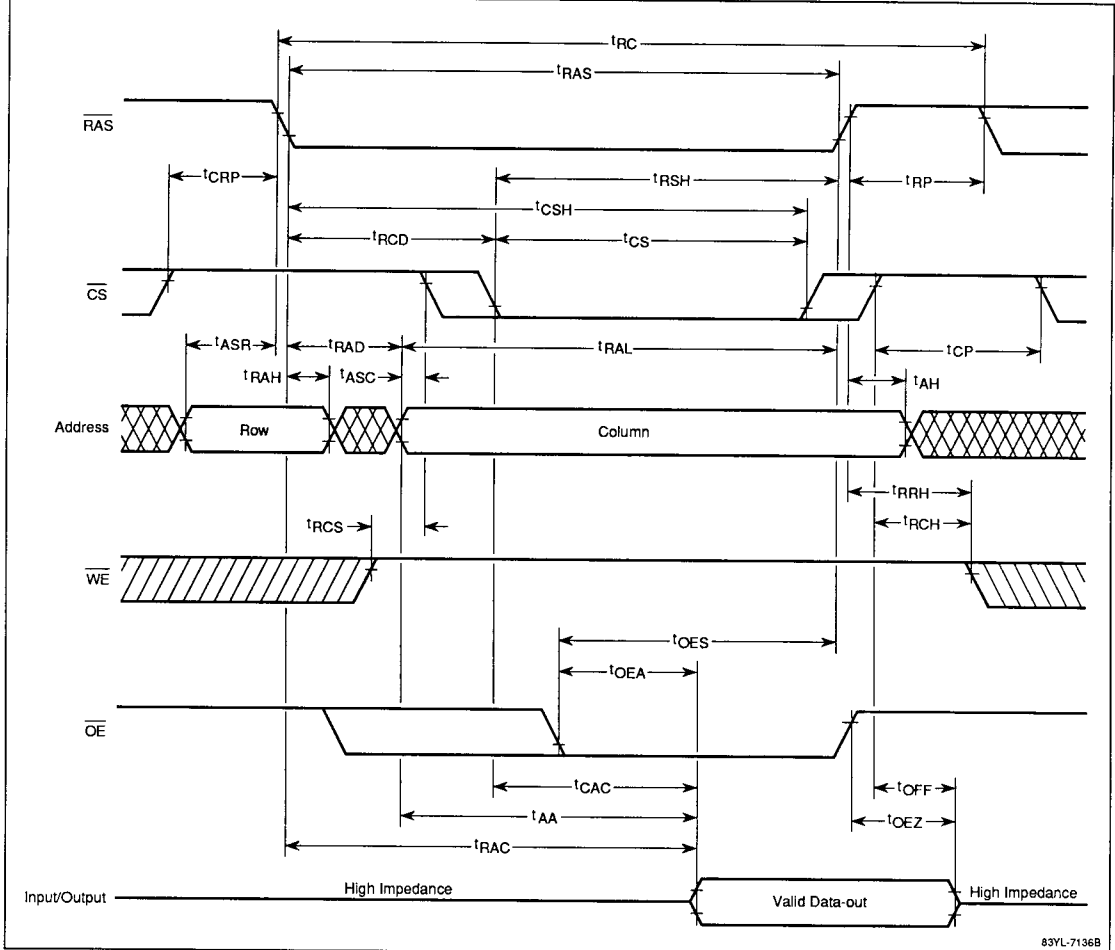 tRC
tRAS
RAS
tCRP
tRSH
tRP
tCSH
tRCD
tCS
CS
tASR
tRAD
tRAL
tCP
tRAH
tASC
tAH
Address
Row
Column
tRRH
tRCS
tRCH
WE
tOES
tOEA
OE
tCAC
tOFF
tAA
tOEZ
tRAC
Input/Output
High Impedance
Valid Data-out
High Impedance
83YL-7136B